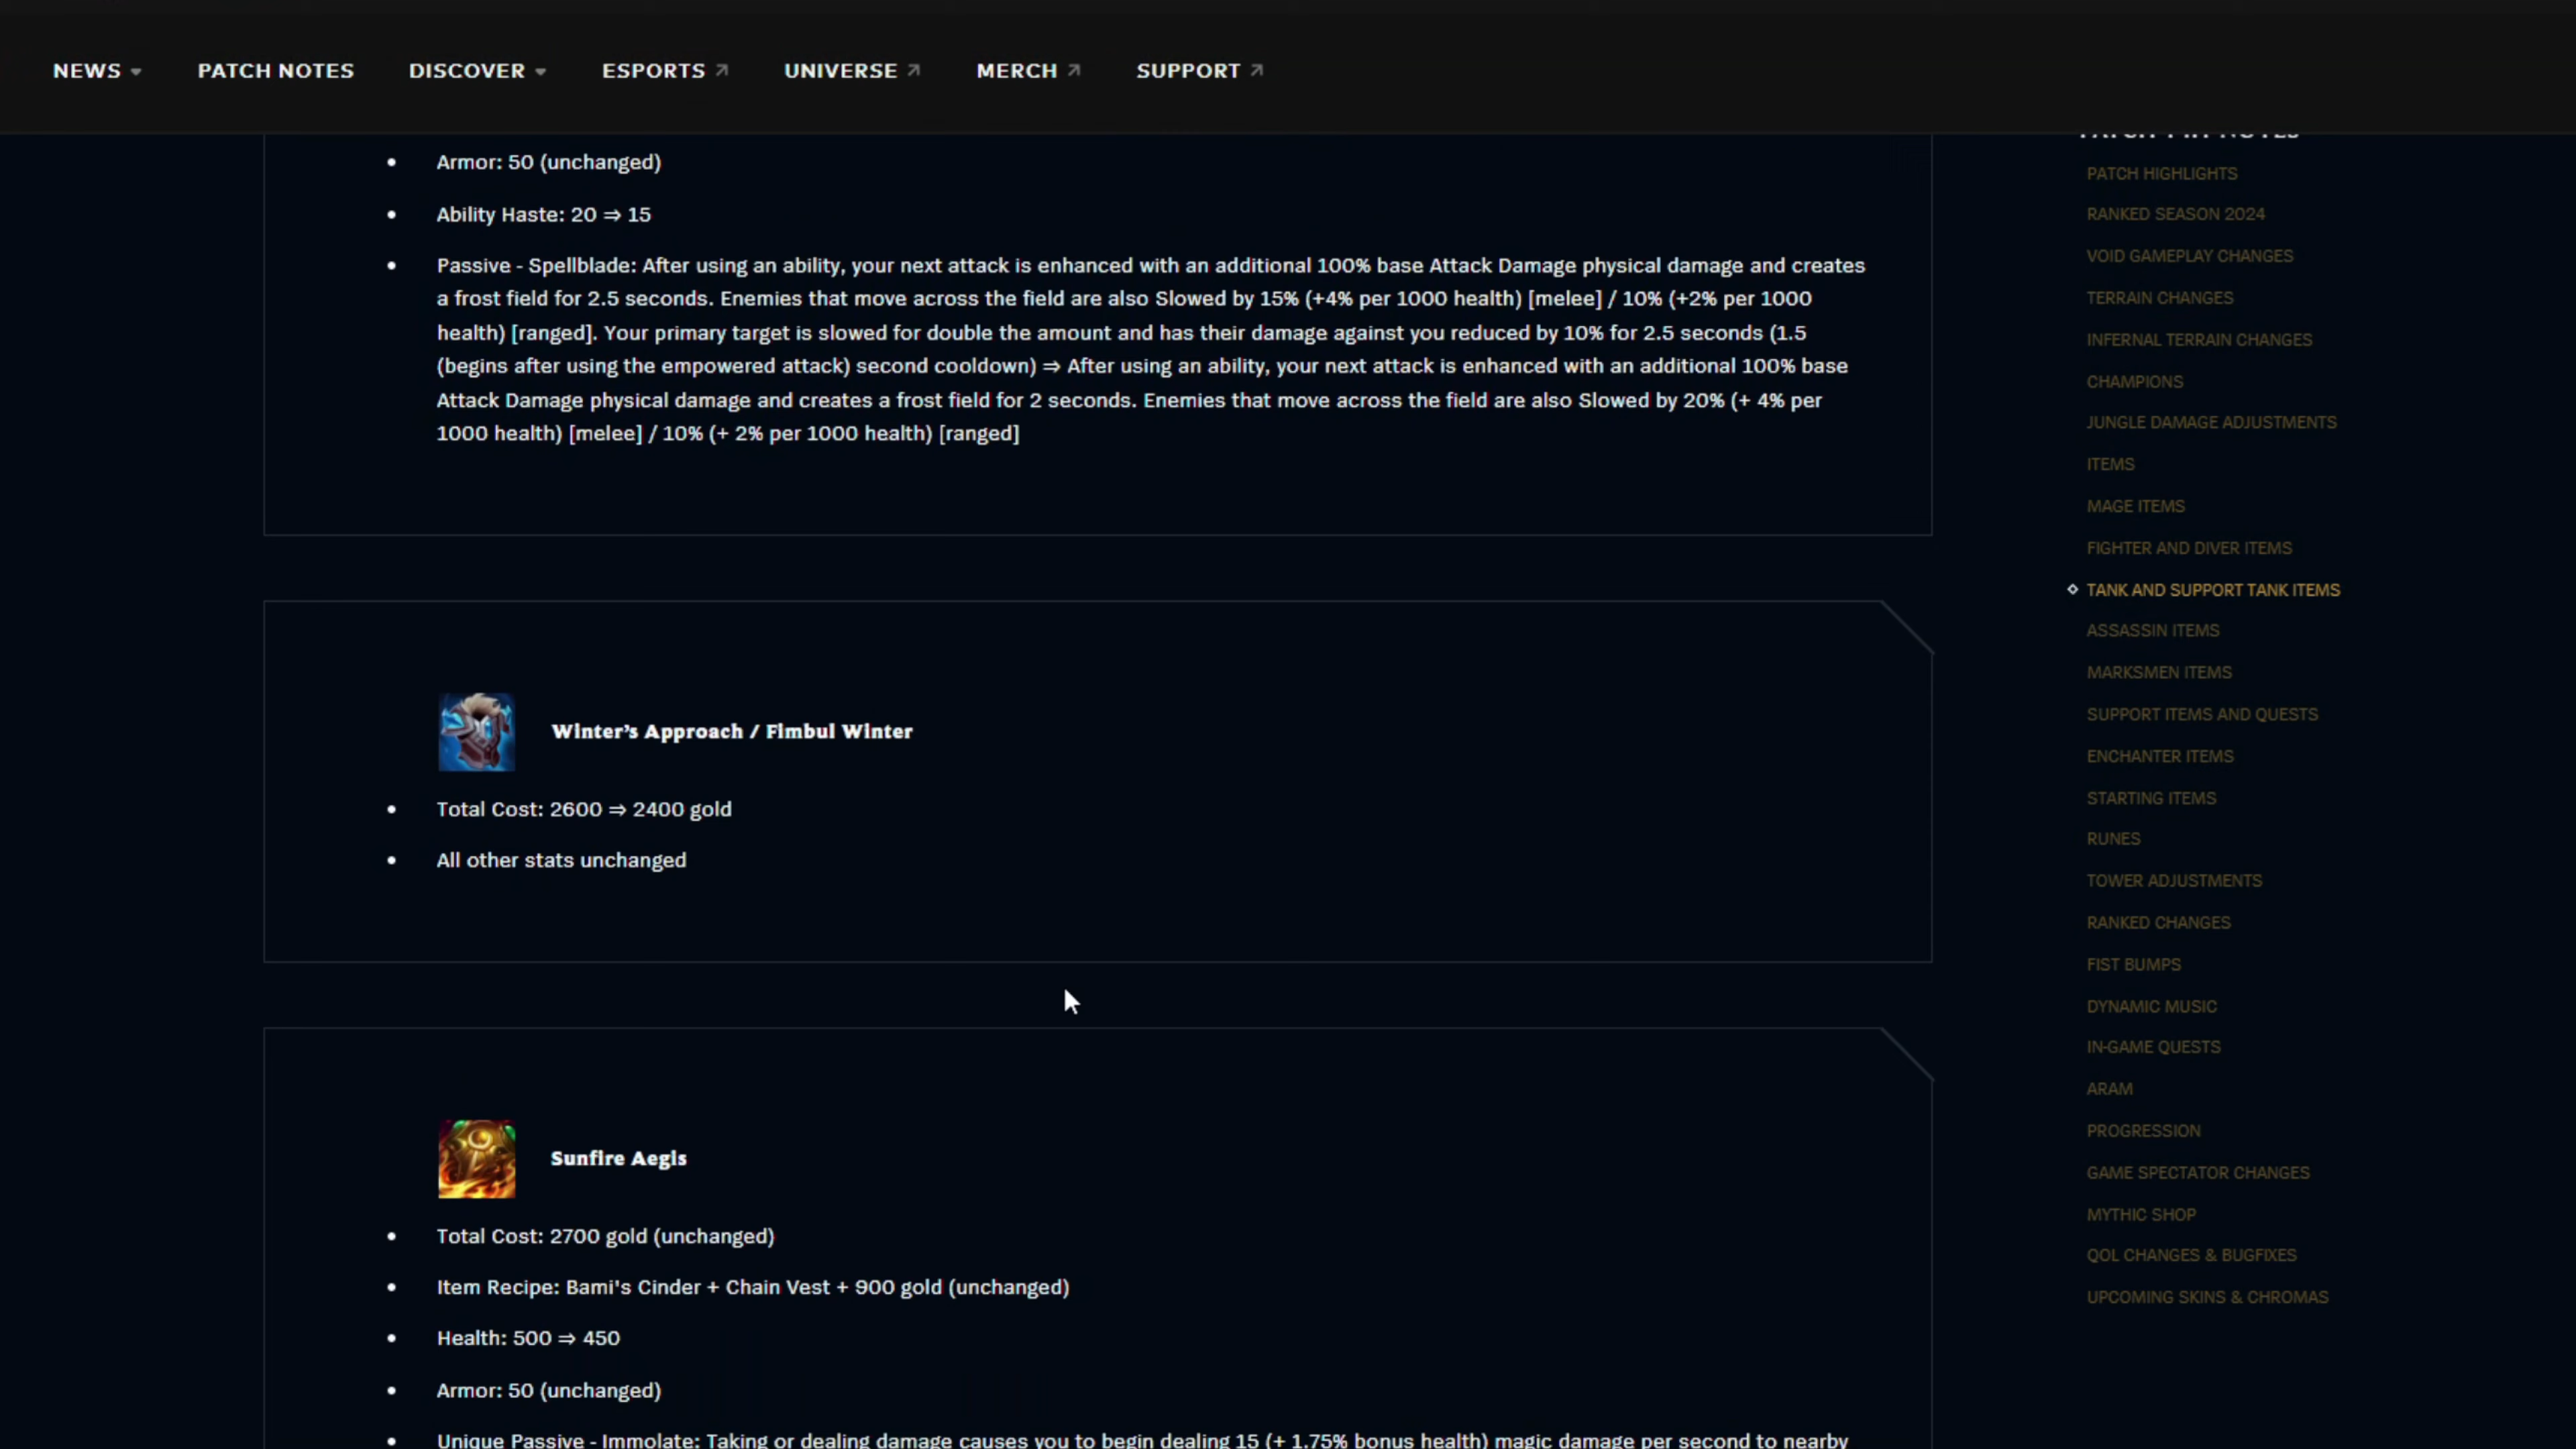 NEWS
PATCH NOTES
DISCOVER
ESPORTS
UNIVERSE
MERCH
SUPPORT
Armor: 50 (unchanged)
Ability Haste: 20 ⇒ 15
Passive - Spellblade: After using an ability, your next attack is enhanced with an additional 100% base Attack Damage physical damage and creates
a frost field for 2.5 seconds. Enemies that move across the field are also Slowed by 15% (+4% per 1000 health) [melee] / 10% (+2% per 1000
health) [ranged]. Your primary target is slowed for double the amount and has their damage against you reduced by 10% for 2.5 seconds (1.5
(begins after using the empowered attack) second cooldown) ⇒ After using an ability, your next attack is enhanced with an additional 100% base
Attack Damage physical damage and creates a frost field for 2 seconds. Enemies that move across the field are also Slowed by 20% (+ 4% per
1000 health) [melee] / 10% (+ 2% per 1000 health) [ranged]
Winter's Approach / Fimbul Winter
Total Cost: 2600 ⇒ 2400 gold
All other stats unchanged
Sunfire Aegis
Total Cost: 2700 gold (unchanged)
Item Recipe: Bami's Cinder + Chain Vest + 900 gold (unchanged)
Health: 500 ⇒ 450
Armor: 50 (unchanged)
Unique Passive - Immolate: Taking or dealing damage causes you to begin dealing 15 (+ 1.75% bonus health) magic damage per second to nearby
PATCH HIGHLIGHTS
RANKED SEASON 2024
VOID GAMEPLAY CHANGES
TERRAIN CHANGES
INFERNAL TERRAIN CHANGES
CHAMPIONS
JUNGLE DAMAGE ADJUSTMENTS
ITEMS
MAGE ITEMS
FIGHTER AND DIVER ITEMS
TANK AND SUPPORT TANK ITEMS
ASSASSIN ITEMS
MARKSMEN ITEMS
SUPPORT ITEMS AND QUESTS
ENCHANTER ITEMS
STARTING ITEMS
RUNES
TOWER ADJUSTMENTS
RANKED CHANGES
FIST BUMPS
DYNAMIC MUSIC
IN-GAME QUESTS
ARAM
PROGRESSION
GAME SPECTATOR CHANGES
MYTHIC SHOP
QOL CHANGES & BUGFIXES
UPCOMING SKINS & CHROMAS